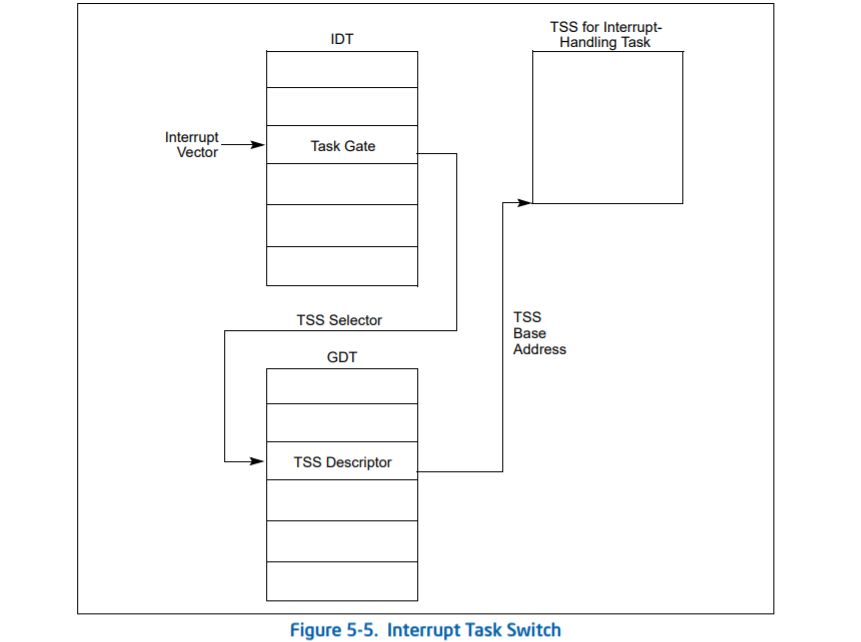 IDT
TSS for Interrupt-
Handling Task
Interrupt
Vector
Task Gate
TSS Selector
TSS
Base
Address
GDT
TSS Descriptor
Figure 5-5. Interrupt Task Switch